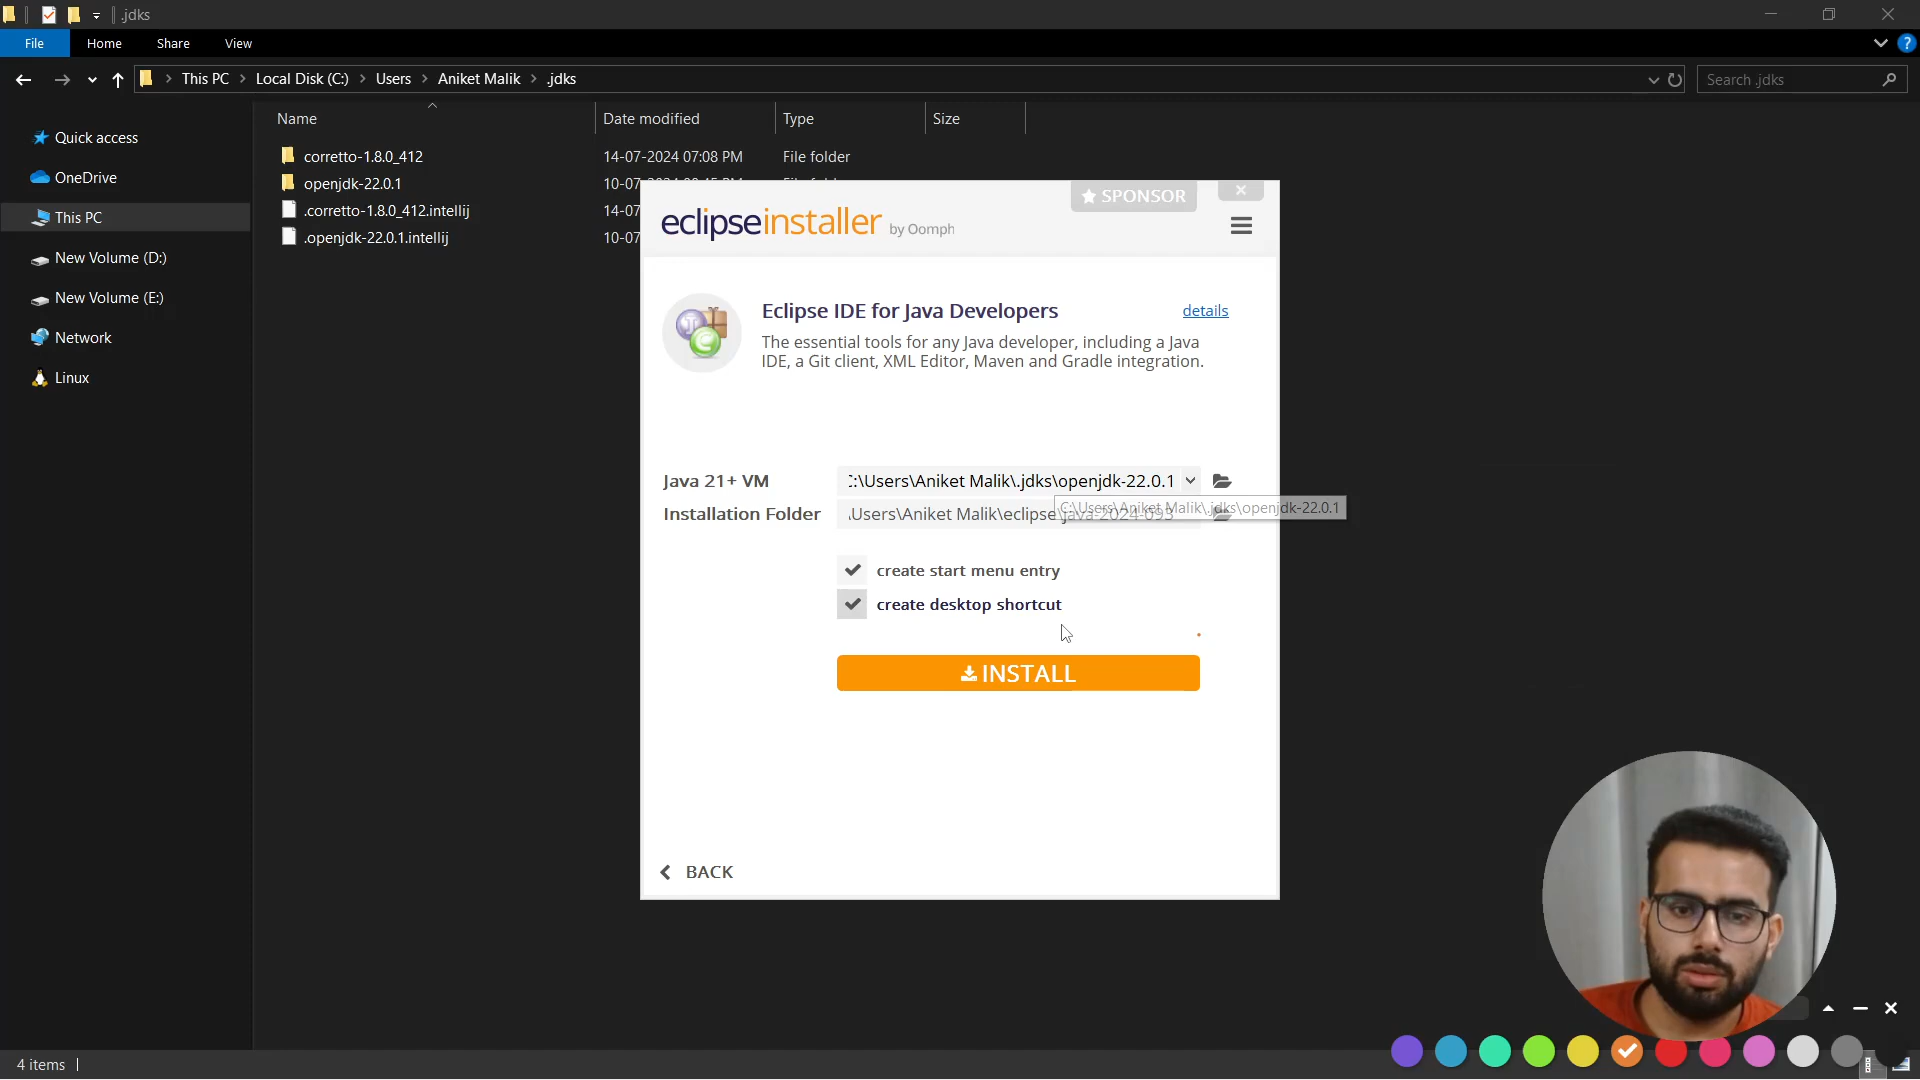 .jdks
File
Home
Share
View
This PC
Local Disk (C:)
Users
Aniket Malik
.jdks
Search .jdks
Quick access
OneDrive
This PC
New Volume (D:)
New Volume (E:)
Network
Linux
Name
Date modified
Type
Size
corretto-1.8.0_412
14-07-2024 07:08 PM
File folder
openjdk-22.0.1
10-07
.corretto-1.8.0_412.intellij
14-07
.openjdk-22.0.1.intellij
10-07
SPONSOR
eclipseinstaller by Oomph
Eclipse IDE for Java Developers
details
The essential tools for any Java developer, including a Java
IDE, a Git client, XML Editor, Maven and Gradle integration.
Java 21+ VM
:\Users\Aniket Malik\.jdks\openjdk-22.0.1
C:\Users\Aniket Malik\.jdks\openjdk-22.0.1
Installation Folder
\Users\Aniket Malik\eclipse\java-2024-093
create start menu entry
create desktop shortcut
INSTALL
BACK
4 items